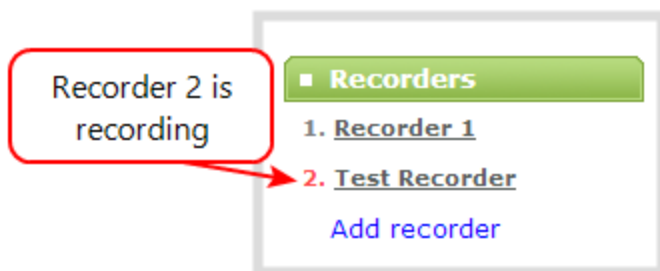 Recorder 2 is
recording
Recorders
1. Recorder 1
2. Test Recorder
Add recorder